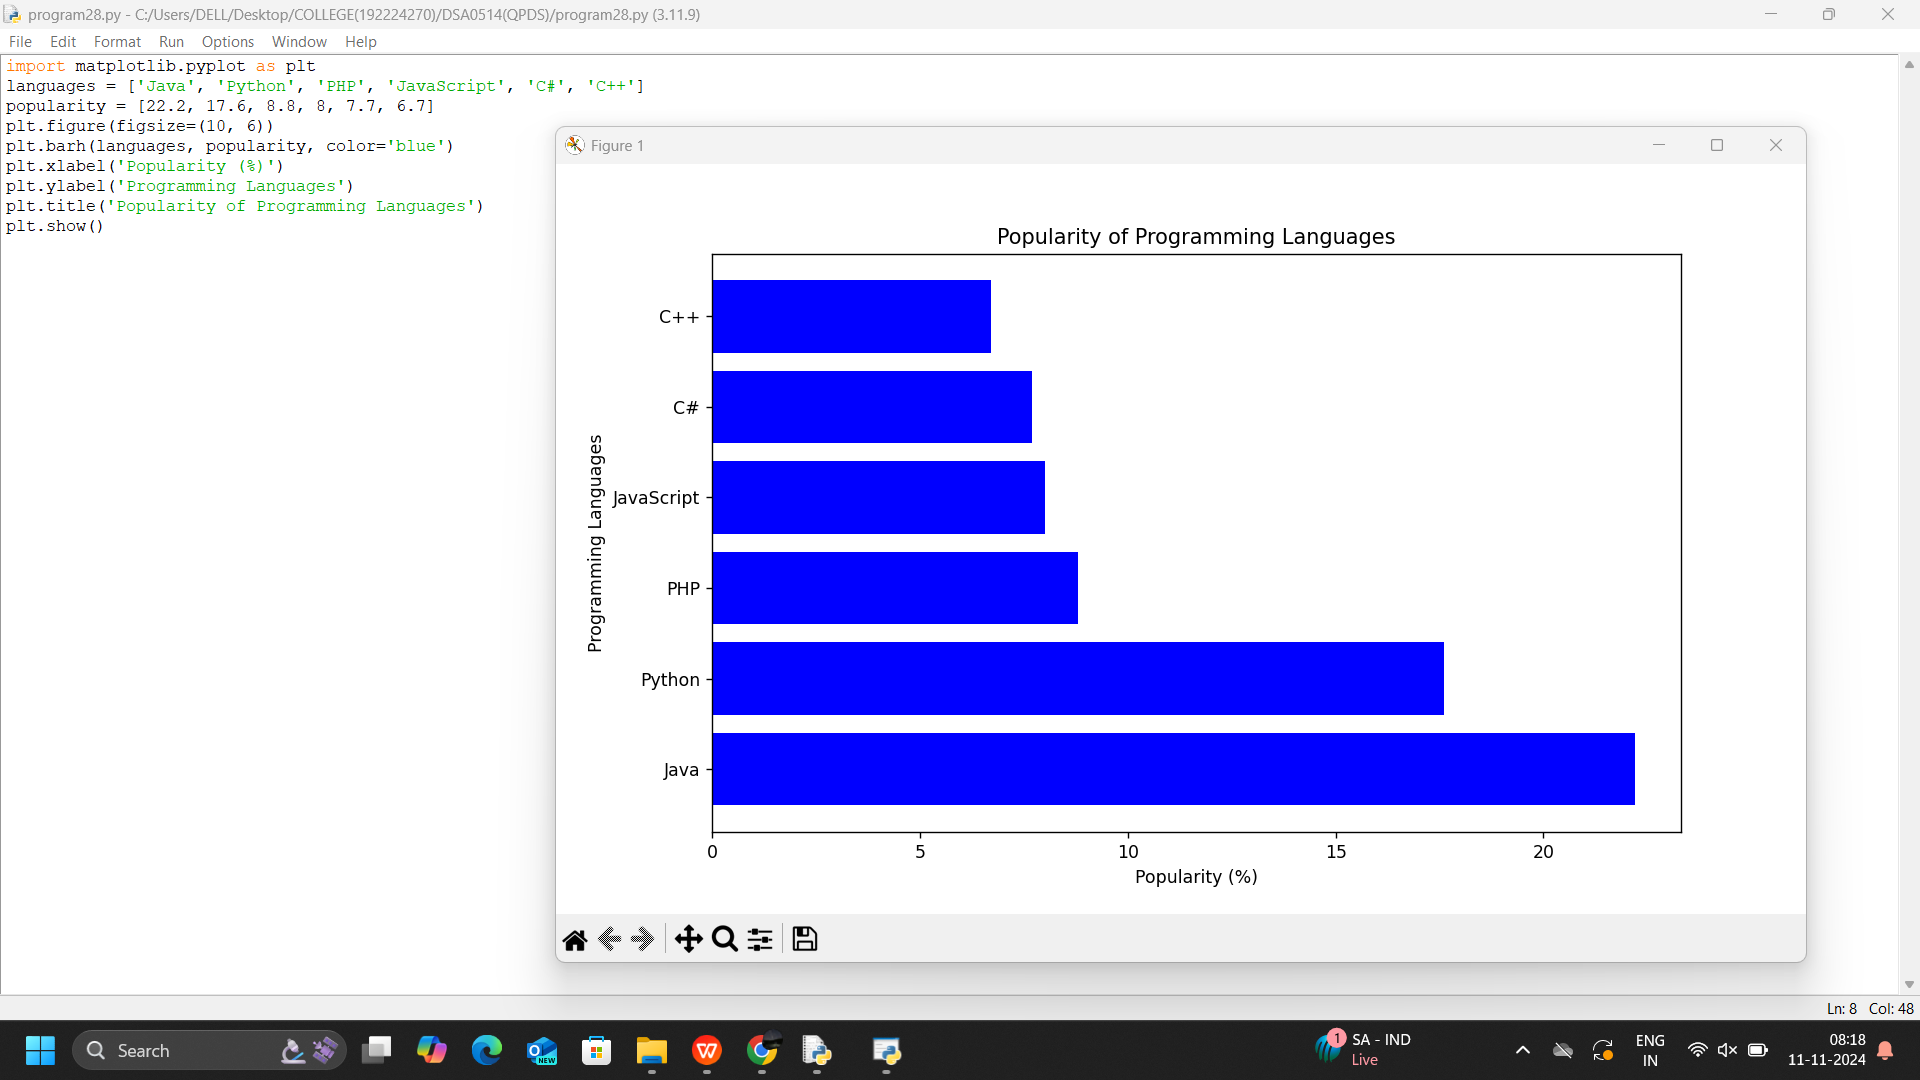 program28.py - C:/Users/DELL/Desktop/COLLEGE(192224270)/DSA0514(QPDS)/program28.py (3.11.9)
File Edit Format Run Options Window Help
import matplotlib.pyplot as plt
languages = ['Java', 'Python', 'PHP', 'JavaScript', 'C#', 'C++']
popularity = [22.2, 17.6, 8.8, 8, 7.7, 6.7]
plt.figure(figsize=(10, 6))
plt.barh(languages, popularity, color='blue')
plt.xlabel('Popularity (%)')
plt.ylabel('Programming Languages')
plt.title('Popularity of Programming Languages')
plt.show()
Figure 1
Popularity of Programming Languages
Programming Languages
C++
C#
JavaScript
PHP
Python
Java
0 5 10 15 20
Popularity (%)
Ln: 8 Col: 48
Search
NEW
W
1
SA - IND
Live
ENG
IN
08:18
11-11-2024